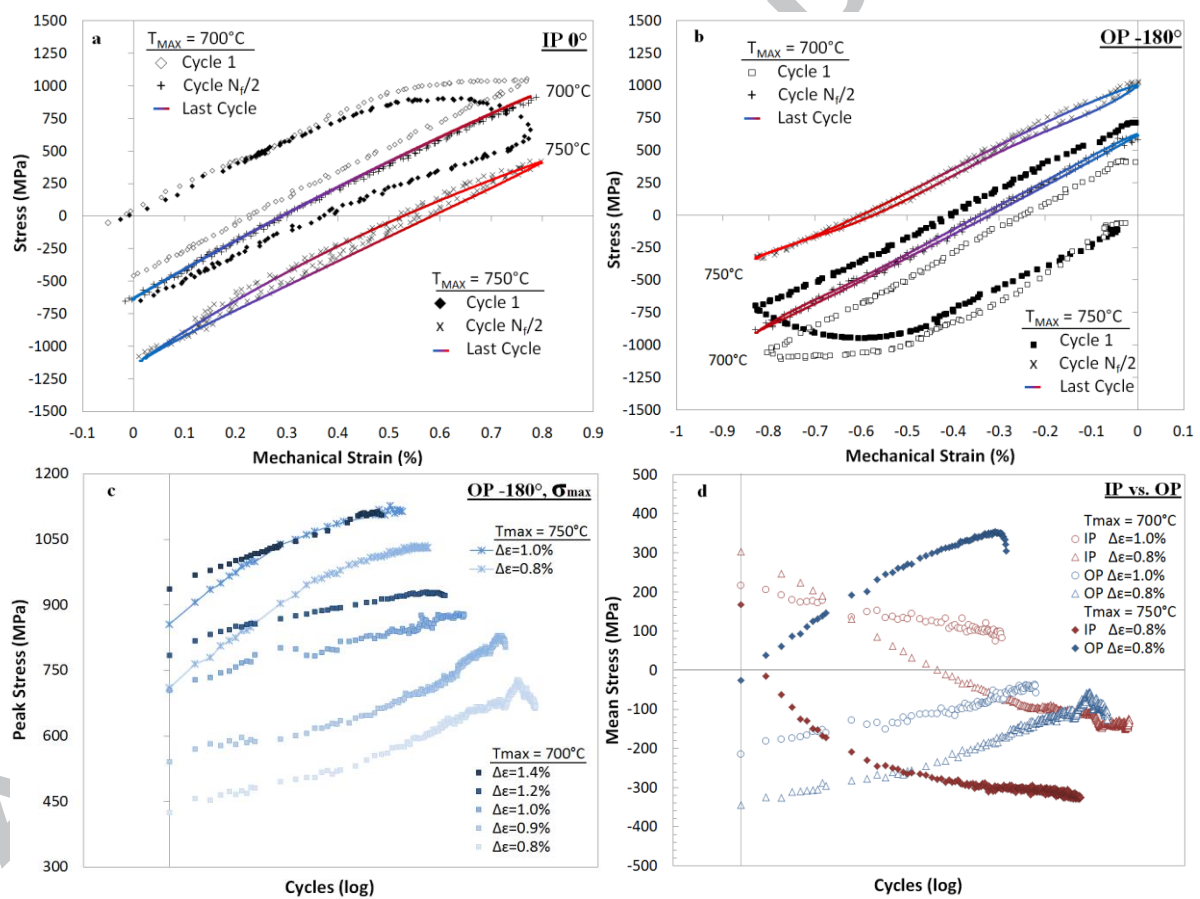 a
IP 0°
T_MAX = 700°C
◇ Cycle 1
+ Cycle N_f/2
Last Cycle
700°C
750°C
T_MAX = 750°C
◆ Cycle 1
× Cycle N_f/2
Last Cycle
1500
1250
1000
750
500
250
0
-250
-500
-750
-1000
-1250
-1500
Stress (MPa)
-0.1 0 0.1 0.2 0.3 0.4 0.5 0.6 0.7 0.8 0.9
Mechanical Strain (%)
b
OP -180°
T_MAX = 700°C
□ Cycle 1
+ Cycle N_f/2
Last Cycle
750°C
700°C
T_MAX = 750°C
■ Cycle 1
× Cycle N_f/2
Last Cycle
1500
1250
1000
750
500
250
0
-250
-500
-750
-1000
-1250
-1500
Stress (MPa)
-1 -0.9 -0.8 -0.7 -0.6 -0.5 -0.4 -0.3 -0.2 -0.1 0
Mechanical Strain (%)
c
OP -180°, σmax
Tmax = 750°C
Δε=1.0%
Δε=0.8%
Tmax = 700°C
Δε=1.4%
Δε=1.2%
Δε=1.0%
Δε=0.9%
Δε=0.8%
1200
1050
900
750
600
450
300
Peak Stress (MPa)
Cycles (log)
d
IP vs. OP
Tmax = 700°C
IP Δε=1.0%
IP Δε=0.8%
OP Δε=1.0%
OP Δε=0.8%
Tmax = 750°C
IP Δε=0.8%
OP Δε=0.8%
500
400
300
200
100
0
-100
-200
-300
-400
-500
Mean Stress (MPa)
Cycles (log)